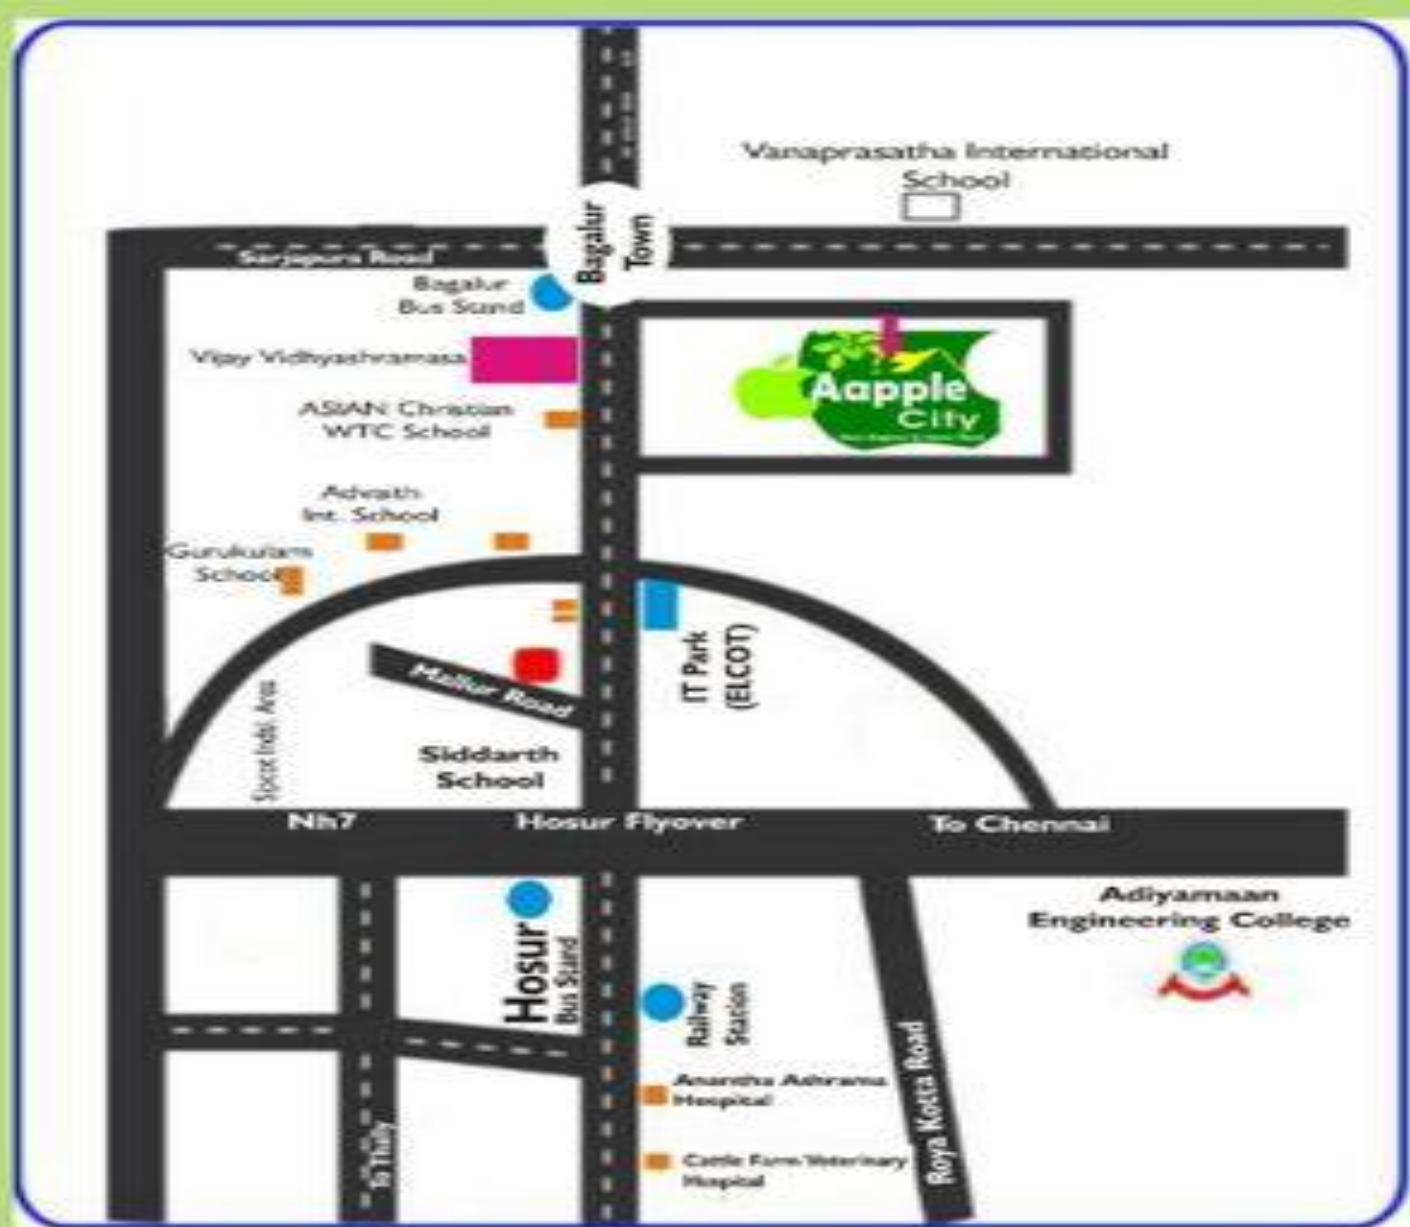 Vanaprasatha International
School
Bagalur
Town
Sarjapura Road
Bagalur
Bus Stand
Vijay Vidhyashramasa
Aapple
City
ASIAN Christian
WTC School
Advaith
Int. School
Gurukulam
School
IT Park
(ELCOT)
Mallur Road
Sipcot Indsl. Area
Siddarth
School
Nh7
Hosur Flyover
To Chennai
Adiyamaan
Engineering College
Hosur
Bus Stand
Railway
Station
Anantha Ashrama
Hospital
Roya Kotta Road
To Thally
Cattle Farm Veterinary
Hospital